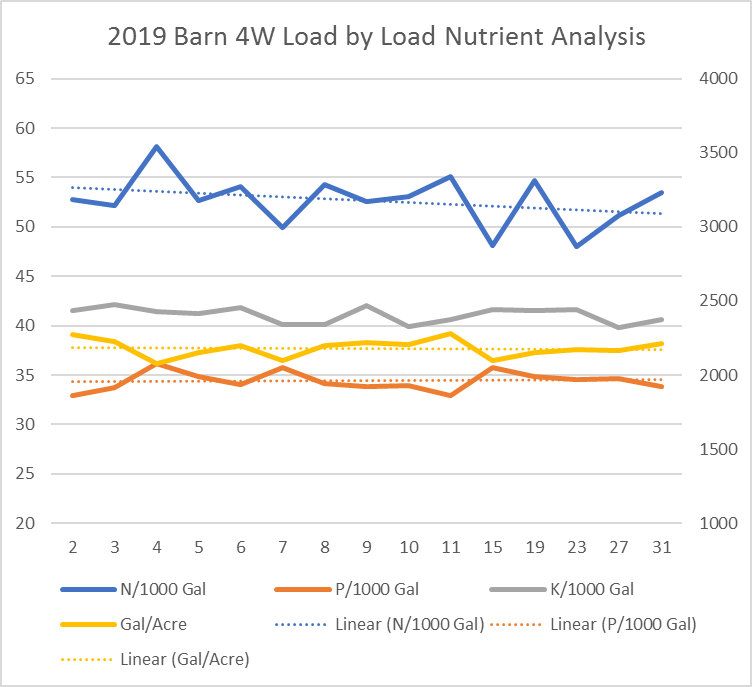 2019 Barn 4W Load by Load Nutrient Analysis
65 4000
60
55 3500
50 3000
45 2500
40
35 2000
30 1500
25
20 1000
2 3 4 5 6 7 8 9 10 11 15 19 23 27 31
N/1000 Gal P/1000 Gal K/1000 Gal
Gal/Acre Linear (N/1000 Gal) Linear (P/1000 Gal)
Linear (Gal/Acre)